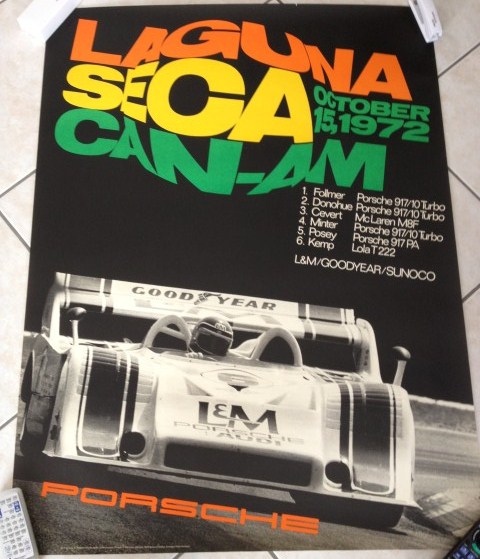 LAGUNA
SECA
CAN-AM
OCTOBER
15, 1972
1. Follmer Porsche 917/10 Turbo
2. Donohue Porsche 917/10 Turbo
3. Cevert Mc Laren M8F
4. Minter Porsche 917/10 Turbo
5. Posey Porsche 917 PA
6. Kemp Lola T 222
L&M/GOODYEAR/SUNOCO
GOODYEAR
L&M
PORSCHE
AUDI
PORSCHE